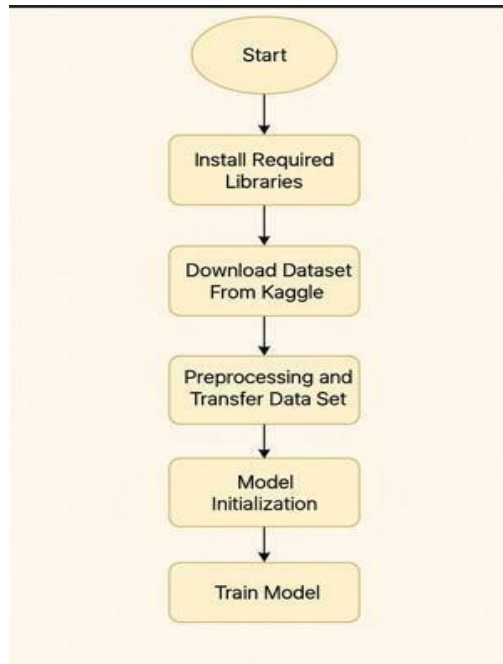 Start
Install Required
Libraries
Download Dataset
From Kaggle
Preprocessing and
Transfer Data Set
Model
Initialization
Train Model